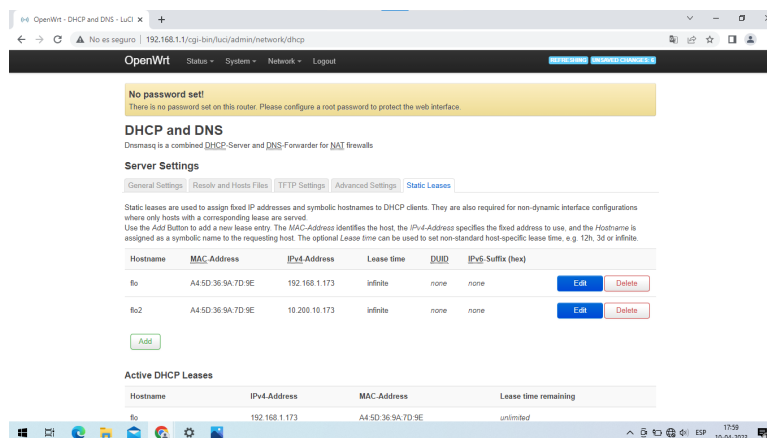 OpenWrt - DHCP and DNS - LuCI
No es seguro | 192.168.1.1/cgi-bin/luci/admin/network/dhcp
OpenWrt Status System Network Logout REFRESHING UNSAVED CHANGES: 6
No password set!
There is no password set on this router. Please configure a root password to protect the web interface.
DHCP and DNS
Dnsmasq is a combined DHCP-Server and DNS-Forwarder for NAT firewalls
Server Settings
General Settings Resolv and Hosts Files TFTP Settings Advanced Settings Static Leases
Static leases are used to assign fixed IP addresses and symbolic hostnames to DHCP clients. They are also required for non-dynamic interface configurations
where only hosts with a corresponding lease are served.
Use the Add Button to add a new lease entry. The MAC-Address identifies the host, the IPv4-Address specifies the fixed address to use, and the Hostname is
assigned as a symbolic name to the requesting host. The optional Lease time can be used to set non-standard host-specific lease time, e.g. 12h, 3d or infinite.
Hostname MAC-Address IPv4-Address Lease time DUID IPv6-Suffix (hex)
flo A4:5D:36:9A:7D:9E 192.168.1.173 infinite none none Edit Delete
flo2 A4:5D:36:9A:7D:9E 10.200.10.173 infinite none none Edit Delete
Add
Active DHCP Leases
Hostname IPv4-Address MAC-Address Lease time remaining
flo 192.168.1.173 A4:5D:36:9A:7D:9E unlimited
ESP 17:59
10-04-2023